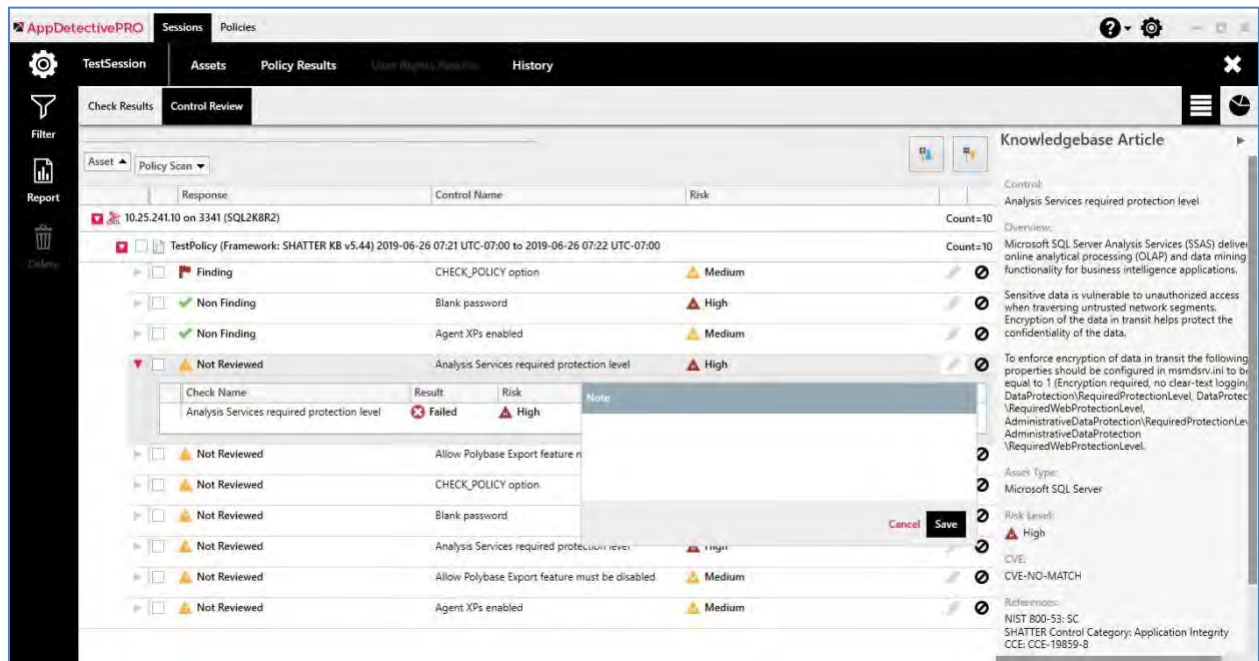 AppDetectivePRO Sessions Policies
TestSession Assets Policy Results User Rights Results History
Check Results Control Review
Filter
Report
Delete
Asset Policy Scan
Response Control Name Risk
10.25.241.10 on 3341 (SQL2K8R2) Count=10
TestPolicy (Framework: SHATTER KB v5.44) 2019-06-26 07:21 UTC-07:00 to 2019-06-26 07:22 UTC-07:00 Count=10
Finding CHECK_POLICY option Medium
Non Finding Blank password High
Non Finding Agent XPs enabled Medium
Not Reviewed Analysis Services required protection level High
Check Name Result Risk
Analysis Services required protection level Failed High
Note
Cancel Save
Not Reviewed Allow Polybase Export feature
Not Reviewed CHECK_POLICY option
Not Reviewed Blank password
Not Reviewed Analysis Services required protection level High
Not Reviewed Allow Polybase Export feature must be disabled Medium
Not Reviewed Agent XPs enabled Medium
Knowledgebase Article
Control:
Analysis Services required protection level
Overview:
Microsoft SQL Server Analysis Services (SSAS) deliver
online analytical processing (OLAP) and data mining
functionality for business intelligence applications.
Sensitive data is vulnerable to unauthorized access
when traversing untrusted network segments.
Encryption of the data in transit helps protect the
confidentiality of the data.
To enforce encryption of data in transit the following
properties should be configured in msmdsrv.ini to be
equal to 1 (Encryption required, no clear-text logging
DataProtection\RequiredProtectionLevel, DataProtec
\RequiredWebProtectionLevel,
AdministrativeDataProtection\RequiredProtectionLev
AdministrativeDataProtection
\RequiredWebProtectionLevel.
Asset Type:
Microsoft SQL Server
Risk Level:
High
CVE:
CVE-NO-MATCH
References:
NIST 800-53: SC
SHATTER Control Category: Application Integrity
CCE: CCE-19859-8